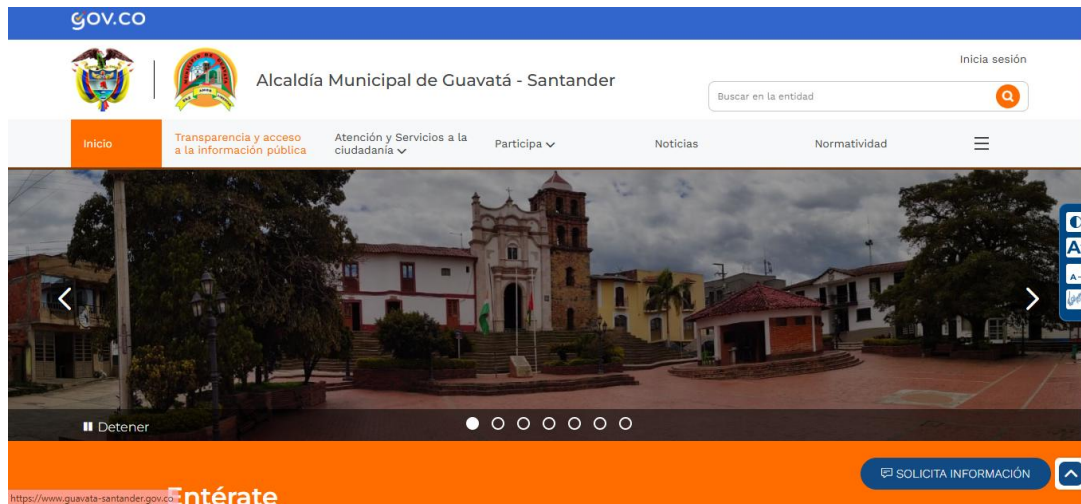 GOV.CO
Inicia sesión
Alcaldía Municipal de Guavatá - Santander
Buscar en la entidad
Inicio
Transparencia y acceso
a la información pública
Atención y Servicios a la
ciudadanía
Participa
Noticias
Normatividad
A
A-
Detener
SOLICITA INFORMACIÓN
Entérate
https://www.guavata-santander.gov.co